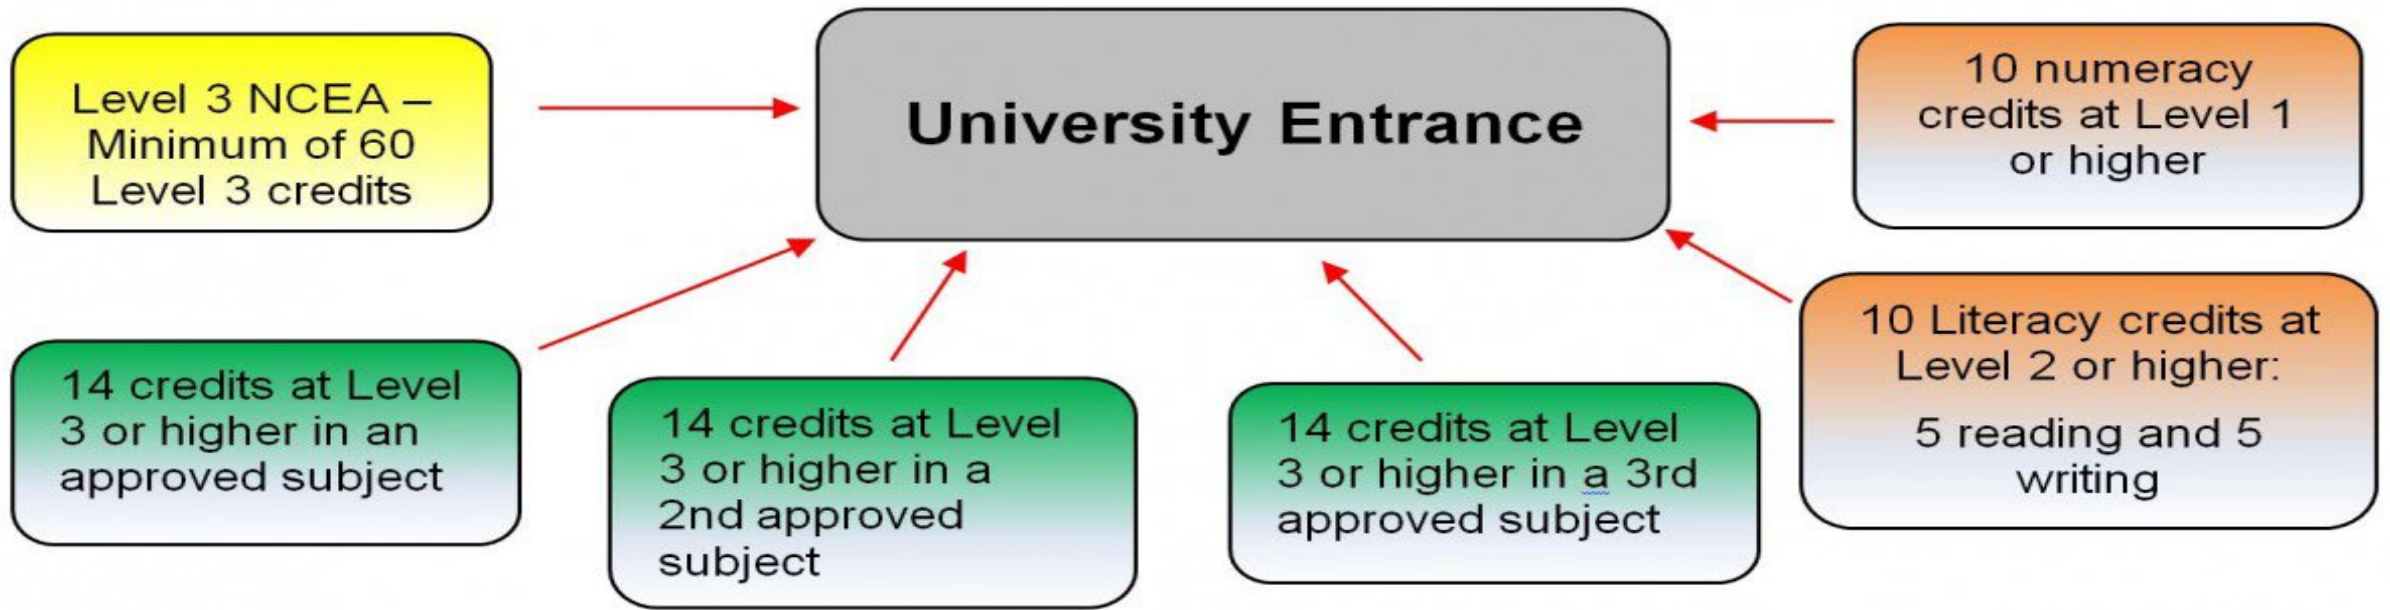 Level 3 NCEA –
Minimum of 60
Level 3 credits
University Entrance
10 numeracy
credits at Level 1
or higher
14 credits at Level
3 or higher in an
approved subject
14 credits at Level
3 or higher in a
2nd approved
subject
14 credits at Level
3 or higher in a 3rd
approved subject
10 Literacy credits at
Level 2 or higher:
5 reading and 5
writing